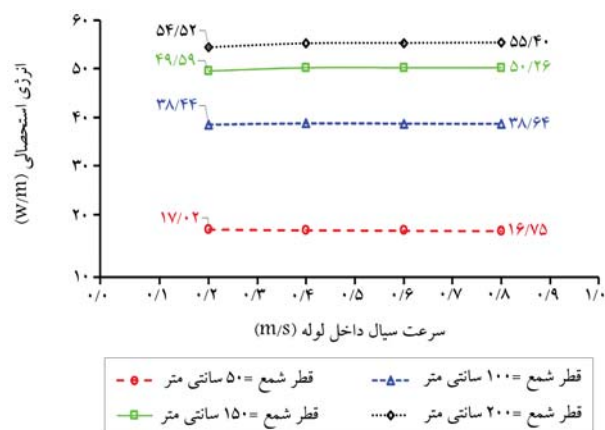 ۶۰
۵۰
۴۰
۳۰
۲۰
۱۰
انرژی استحصالی (w/m)
۵۴/۵۲
۵۵/۴۰
۴۹/۵۹
۵۰/۲۶
۳۸/۴۴
۳۸/۶۴
۱۷/۰۲
۱۶/۷۵
۰/۰ ۰/۱ ۰/۲ ۰/۳ ۰/۴ ۰/۵ ۰/۶ ۰/۷ ۰/۸ ۰/۹ ۱/۰
سرعت سیال داخل لوله (m/s)
قطر شمع =۵۰ سانتی متر
قطر شمع =۱۰۰ سانتی متر
قطر شمع =۱۵۰ سانتی متر
قطر شمع =۲۰۰ سانتی متر